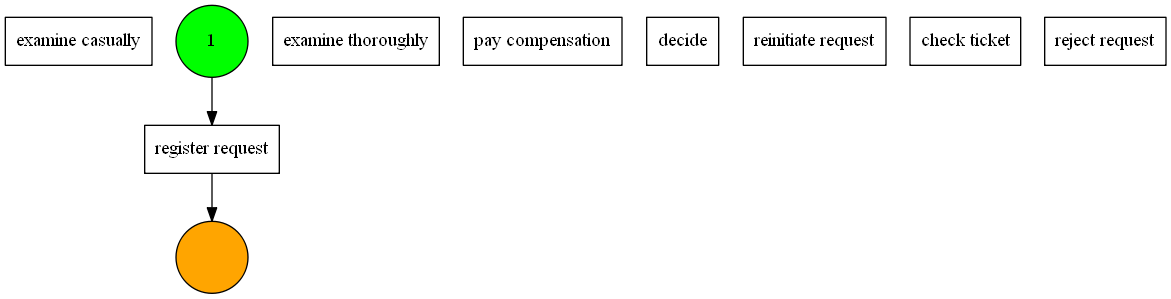 examine casually
1
examine thoroughly
pay compensation
decide
reinitiate request
check ticket
reject request
register request